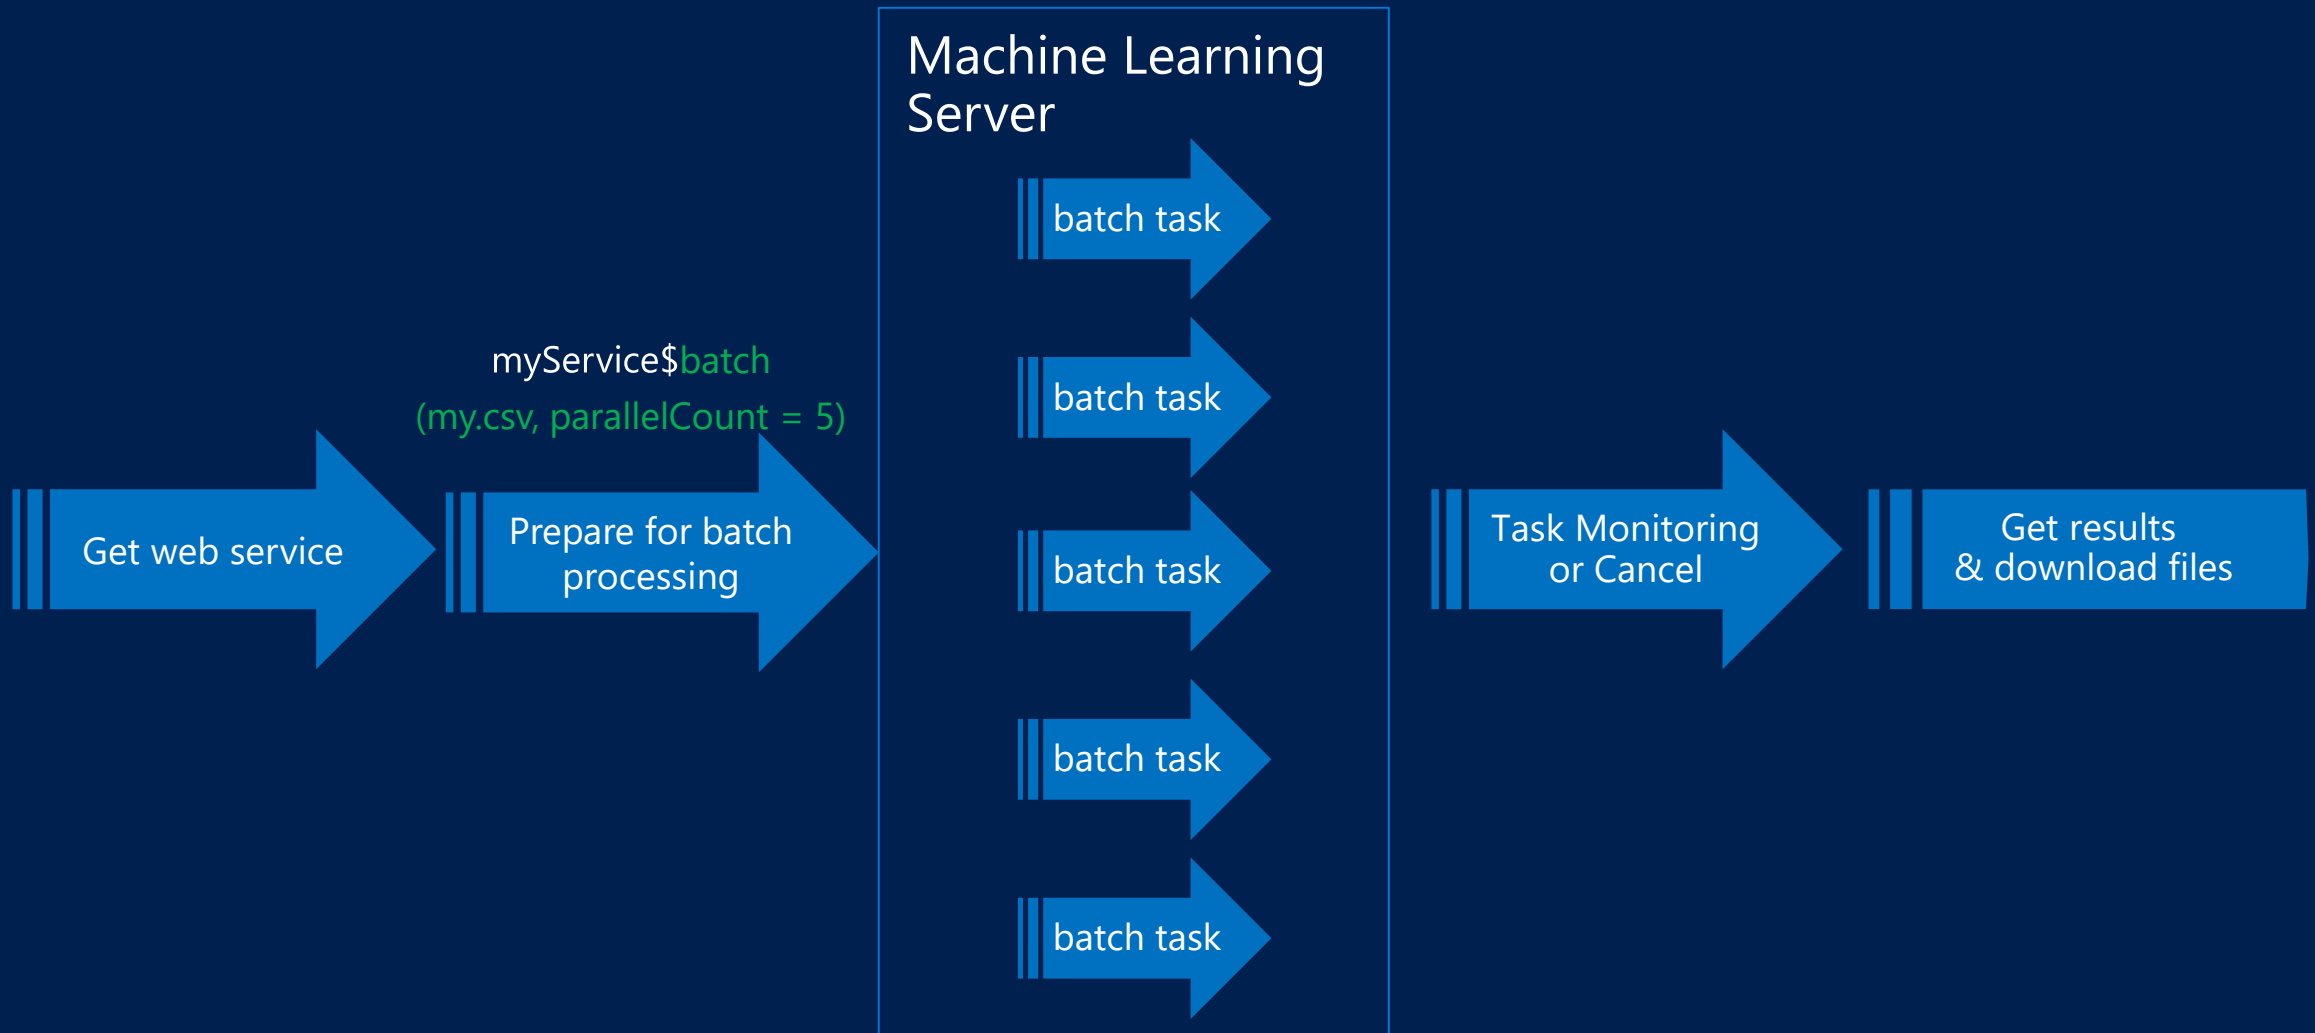 Machine Learning
Server
myService$batch
(my.csv, parallelCount = 5)
Get web service
Prepare for batch
processing
batch task
batch task
batch task
batch task
batch task
Task Monitoring
or Cancel
Get results
& download files